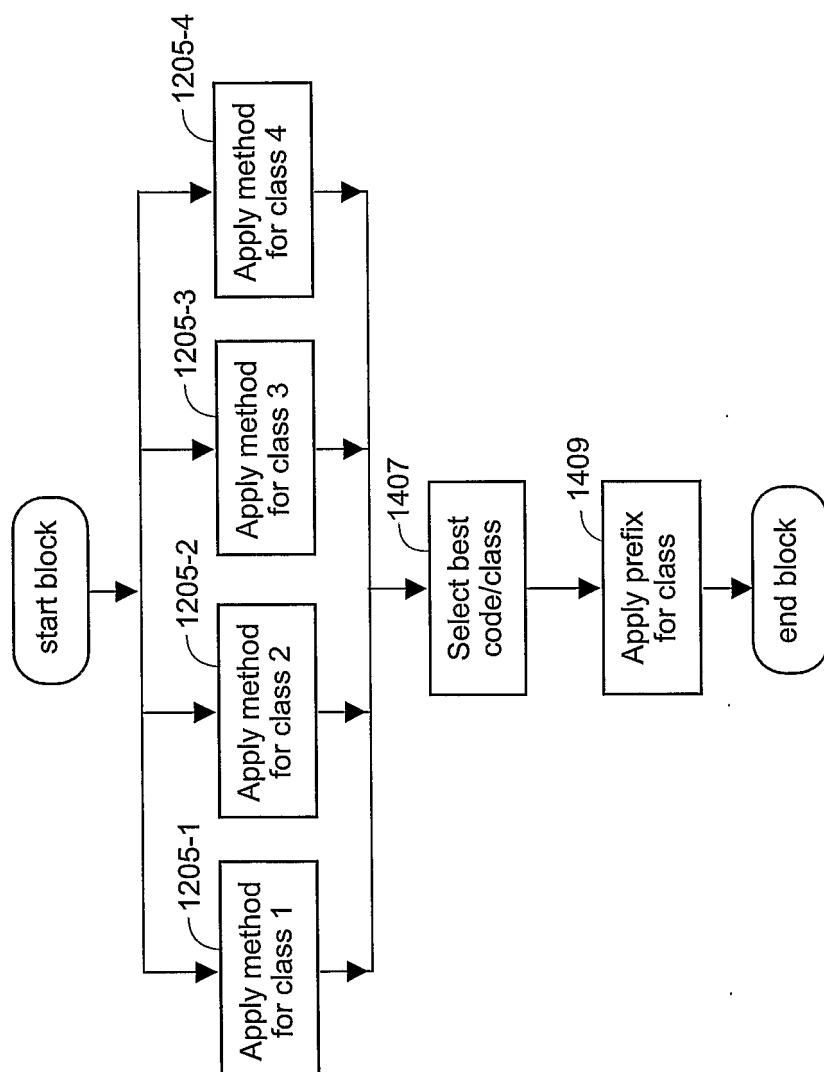 start block
1205-1
1205-2
1205-3
1205-4
Apply method
for class 1
Apply method
for class 2
Apply method
for class 3
Apply method
for class 4
1407
Select best
code/class
1409
Apply prefix
for class
end block